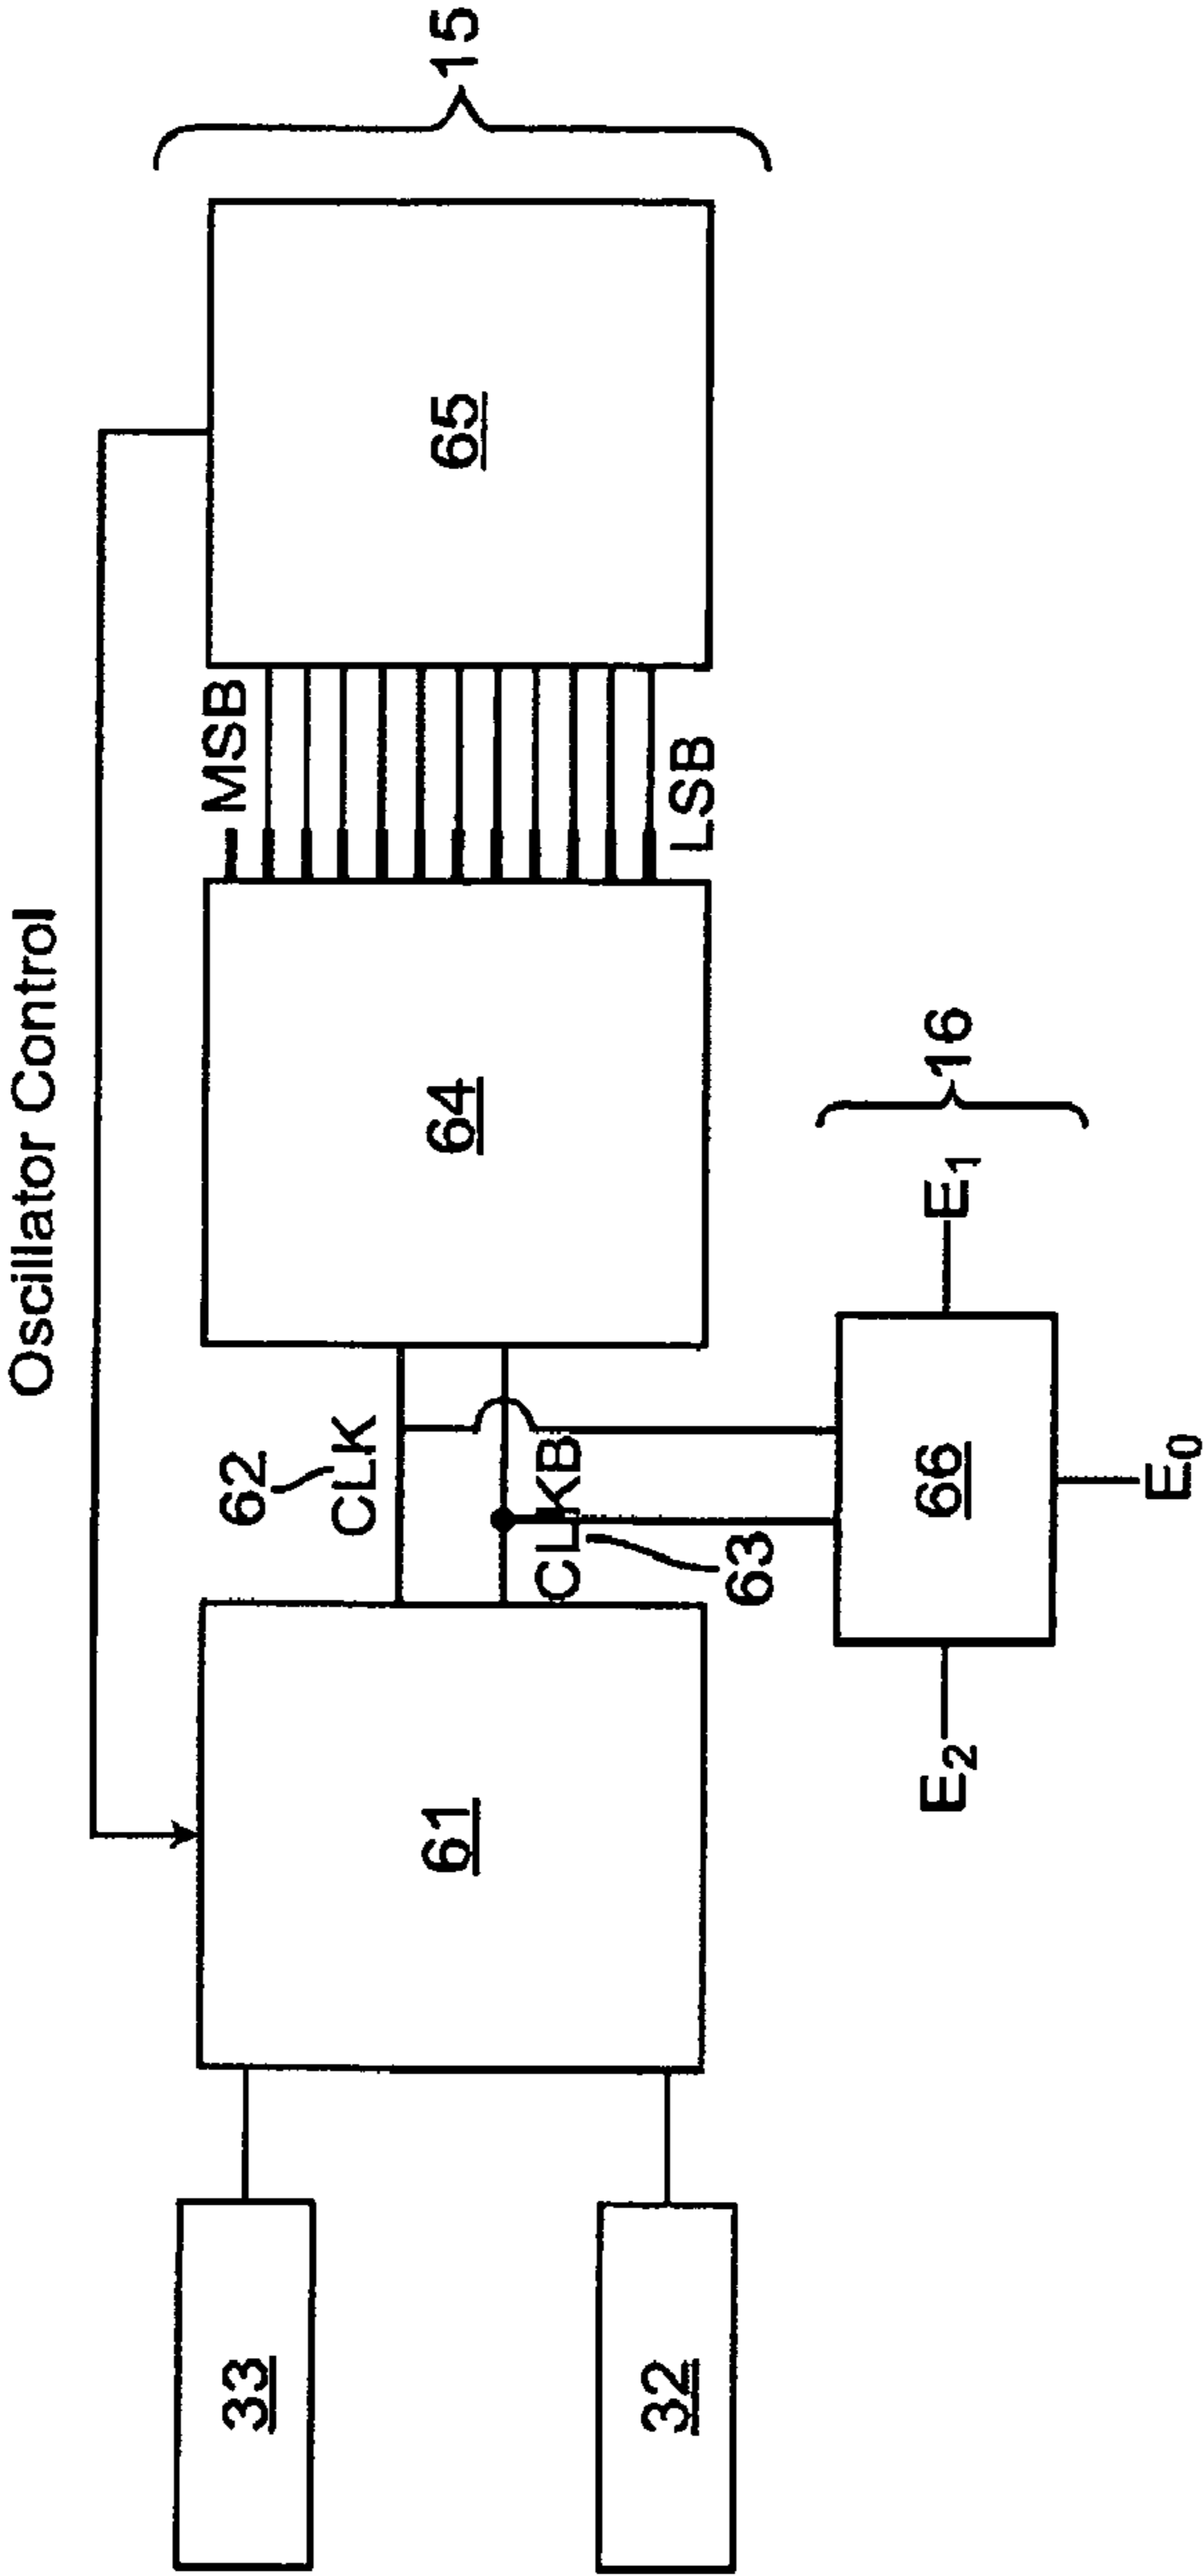 Oscillator Control
15
33
61
62
CLK
64
MSB
65
32
CLKB
63
LSB
16
E₂
66
E₁
E₀